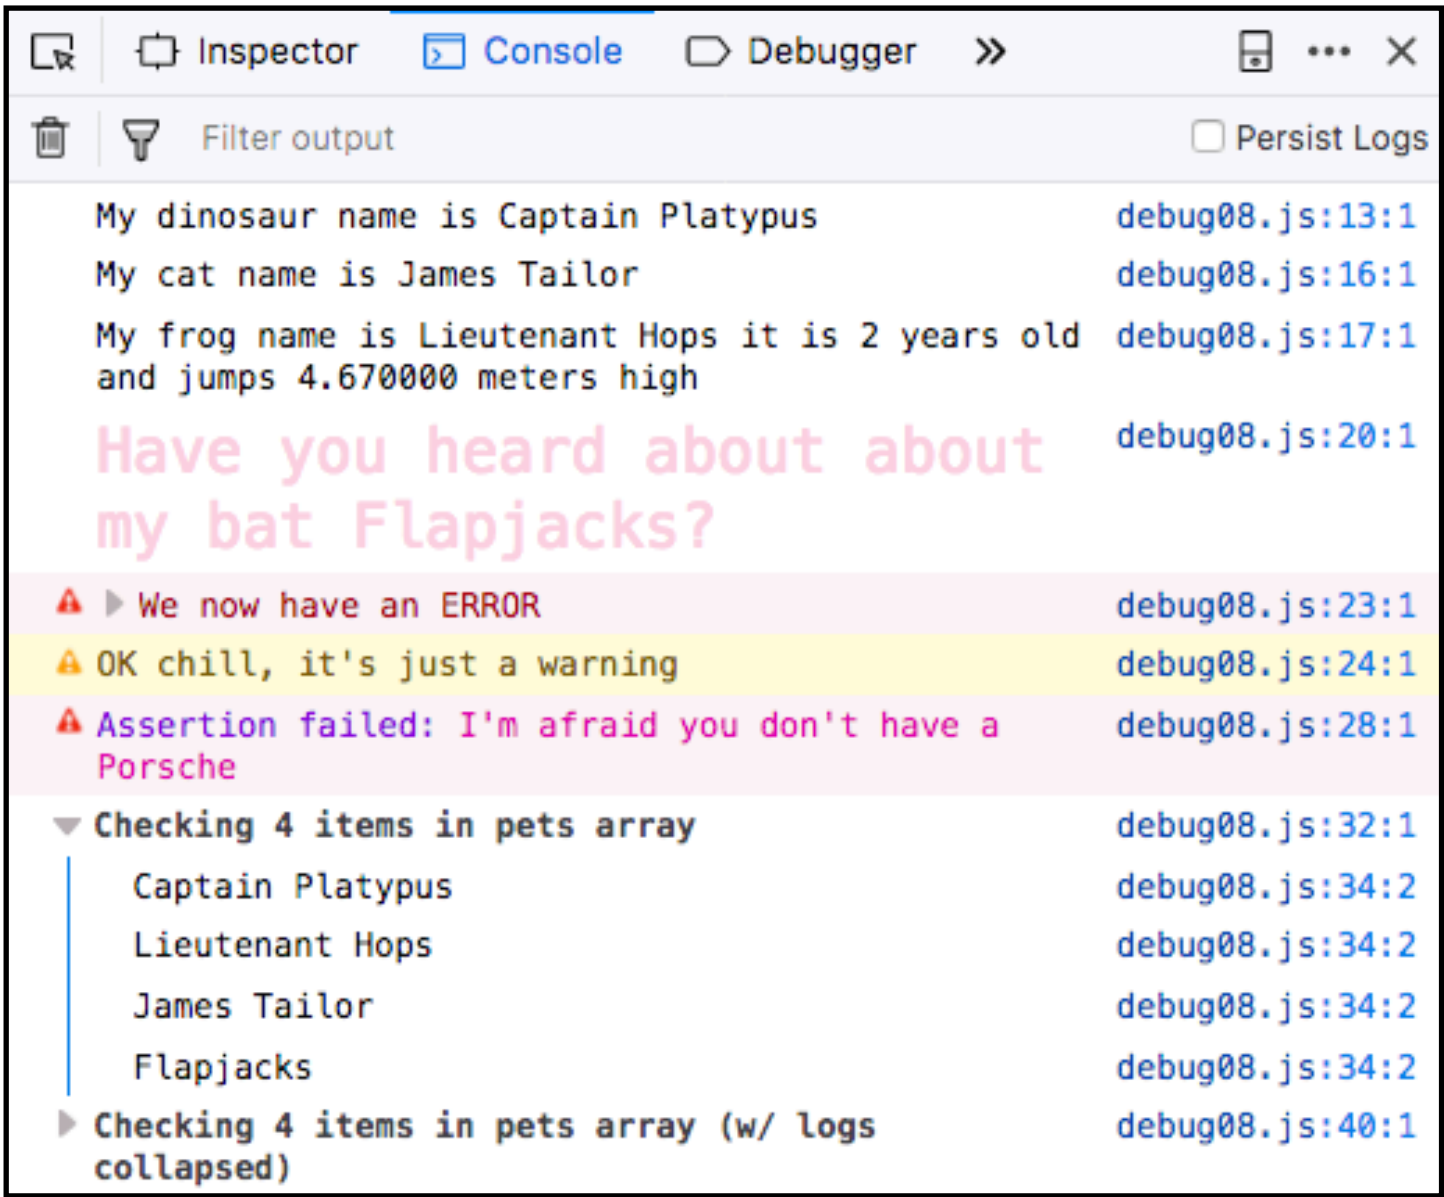 Inspector Console Debugger
Filter output Persist Logs
My dinosaur name is Captain Platypus debug08.js:13:1
My cat name is James Tailor debug08.js:16:1
My frog name is Lieutenant Hops it is 2 years old debug08.js:17:1
and jumps 4.670000 meters high
Have you heard about about debug08.js:20:1
my bat Flapjacks?
We now have an ERROR debug08.js:23:1
OK chill, it's just a warning debug08.js:24:1
Assertion failed: I'm afraid you don't have a debug08.js:28:1
Porsche
Checking 4 items in pets array debug08.js:32:1
Captain Platypus debug08.js:34:2
Lieutenant Hops debug08.js:34:2
James Tailor debug08.js:34:2
Flapjacks debug08.js:34:2
Checking 4 items in pets array (w/ logs debug08.js:40:1
collapsed)